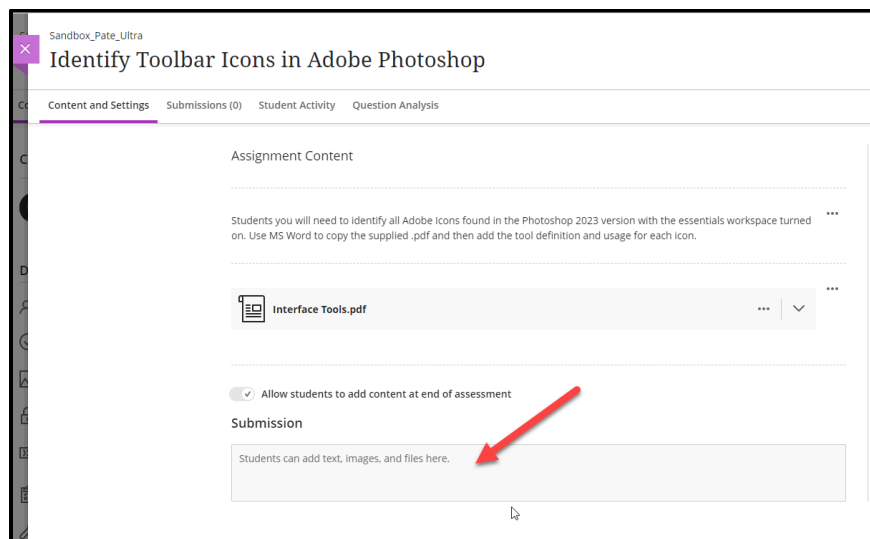 Sandbox_Pate_Ultra
Identify Toolbar Icons in Adobe Photoshop
Content and Settings Submissions (0) Student Activity Question Analysis
Assignment Content
Students you will need to identify all Adobe Icons found in the Photoshop 2023 version with the essentials workspace turned
on. Use MS Word to copy the supplied .pdf and then add the tool definition and usage for each icon.
Interface Tools.pdf
Allow students to add content at end of assessment
Submission
Students can add text, images, and files here.